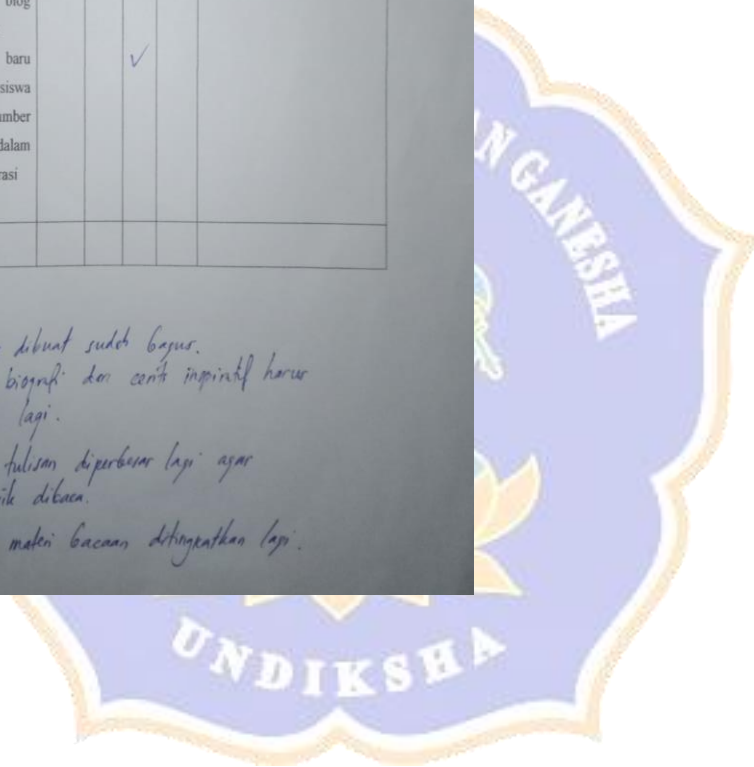 blog
baru
✓
siswa
umber
dalam
rasi
dibuat sudah bagus.
biografi dan cerita inspiratif harus
lagi.
tulisan diperbesar lagi agar
dibaca.
materi bacaan ditingkatkan lagi.
N GANESHA
UNDIKSHA